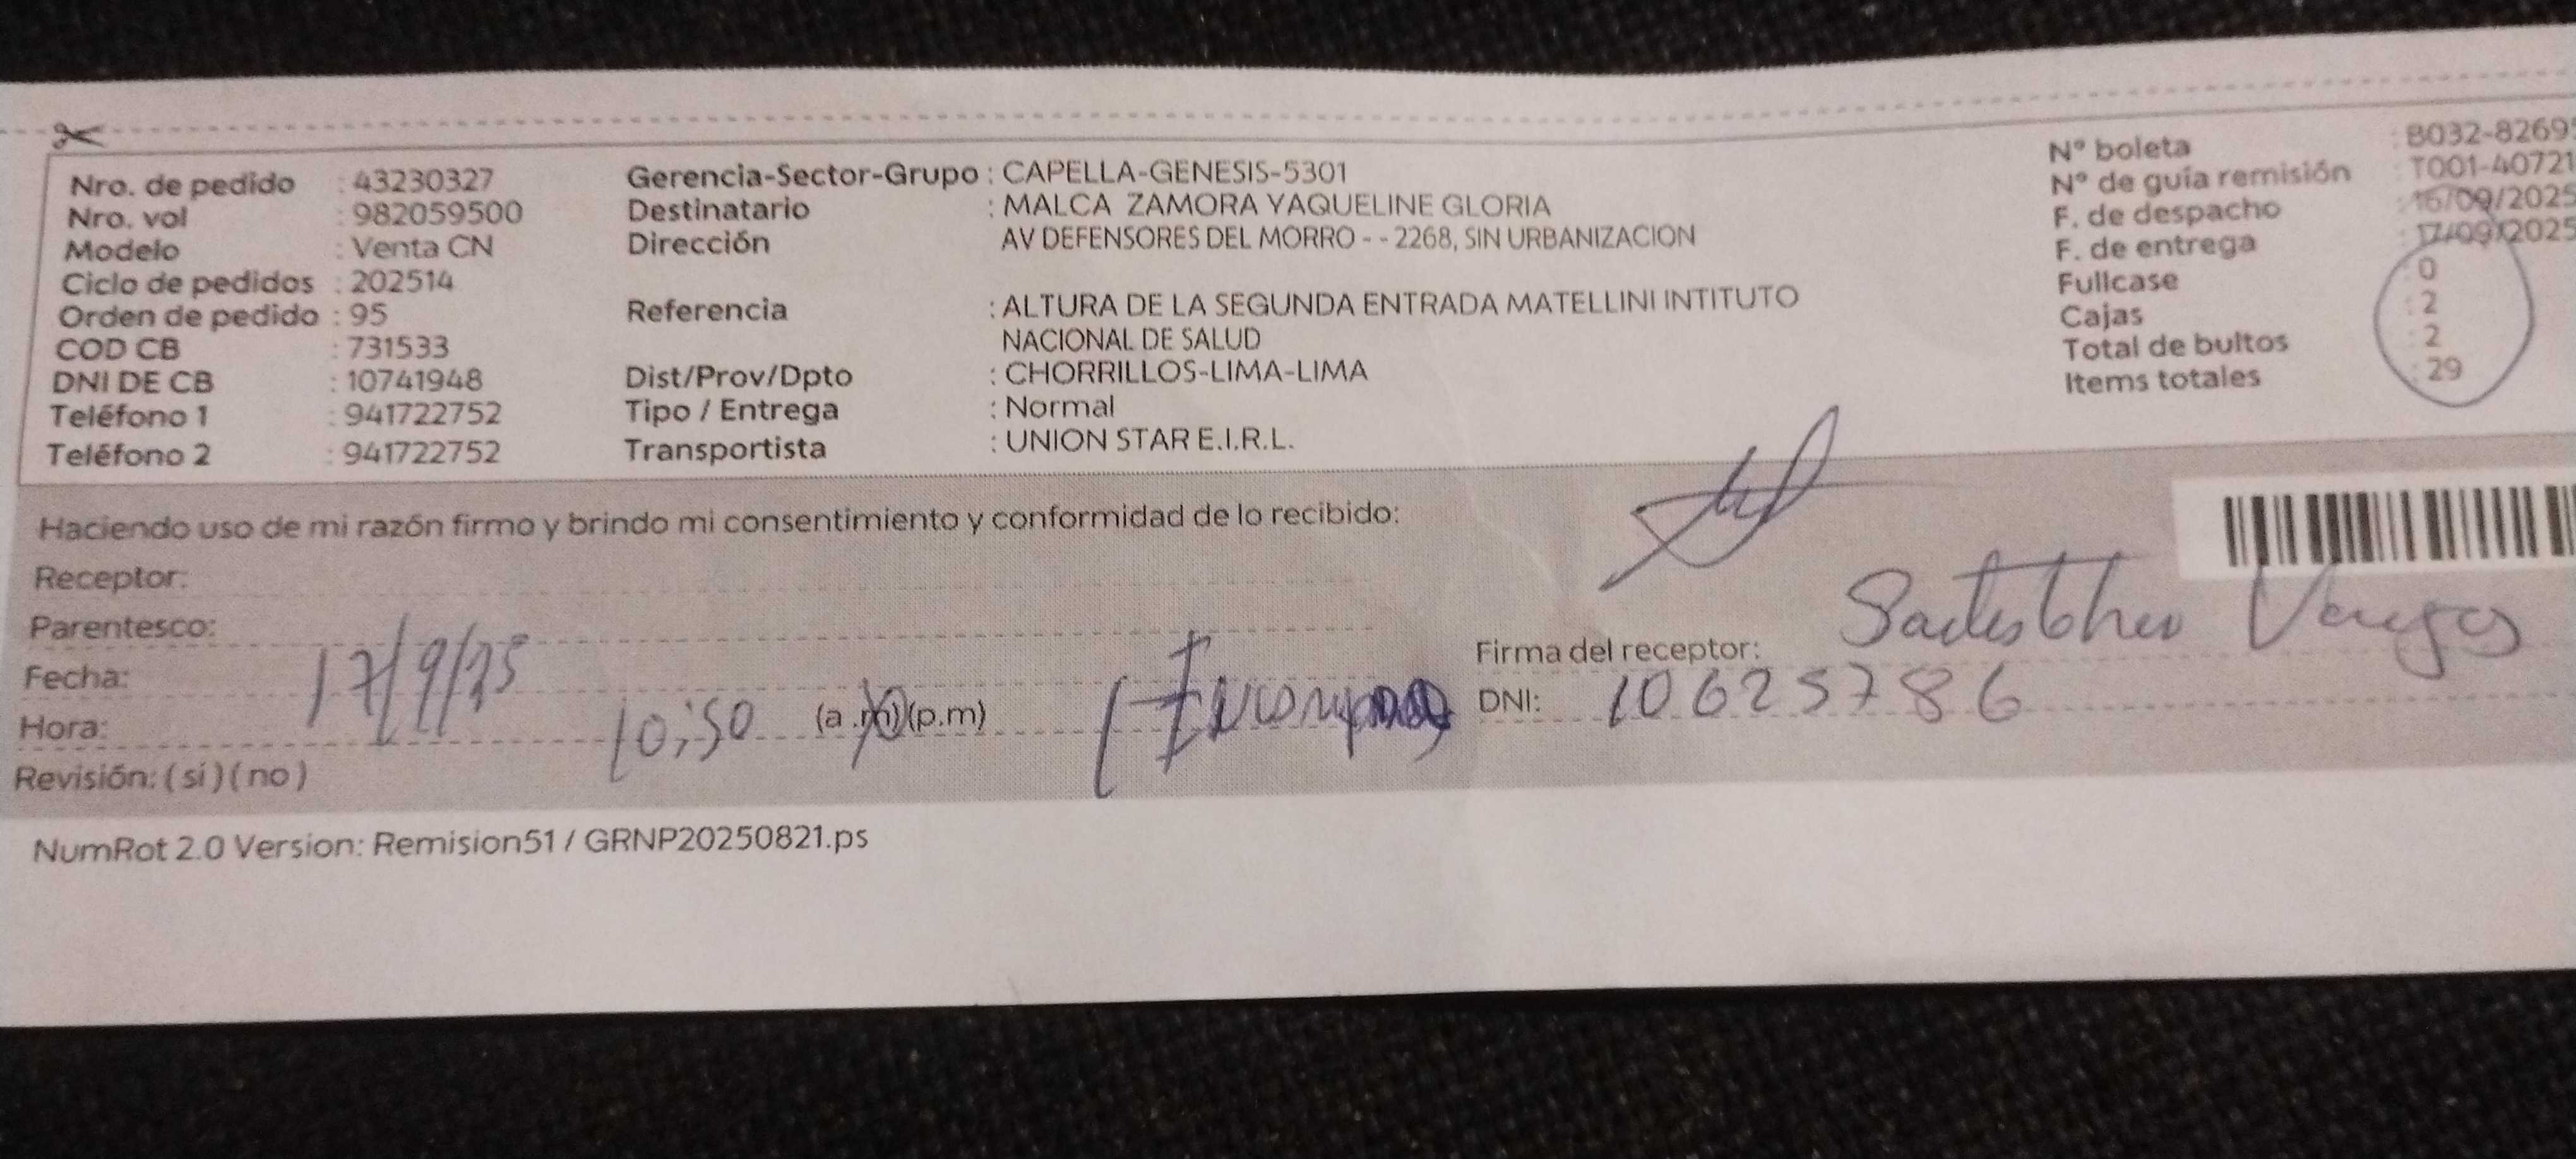 Nro. de pedido : 43230327
Nro. vol : 982059500
Modelo : Venta CN
Ciclo de pedidos : 202514
Orden de pedido : 95
COD CB : 731533
DNI DE CB : 10741948
Teléfono 1 : 941722752
Teléfono 2 : 941722752
Gerencia-Sector-Grupo : CAPELLA-GENESIS-5301
Destinatario : MALCA ZAMORA YAQUELINE GLORIA
Dirección AV DEFENSORES DEL MORRO - - 2268, SIN URBANIZACION
Referencia : ALTURA DE LA SEGUNDA ENTRADA MATELLINI INTITUTO
NACIONAL DE SALUD
Dist/Prov/Dpto : CHORRILLOS-LIMA-LIMA
Tipo / Entrega : Normal
Transportista : UNION STAR E.I.R.L.
N° boleta : B032-8269
N° de guía remisión : T001-40721
F. de despacho : 16/09/2025
F. de entrega : 17/09/2025
Fullcase : 0
Cajas : 2
Total de bultos : 2
Items totales : 29
Haciendo uso de mi razón firmo y brindo mi consentimiento y conformidad de lo recibido:
Receptor:
Parentesco:
Fecha: 17/9/25
Hora: 10:50 (a.m)(p.m)
Revisión: (si)(no)
Firma del receptor:
DNI: 10625786
NumRot 2.0 Version: Remision51 / GRNP20250821.ps